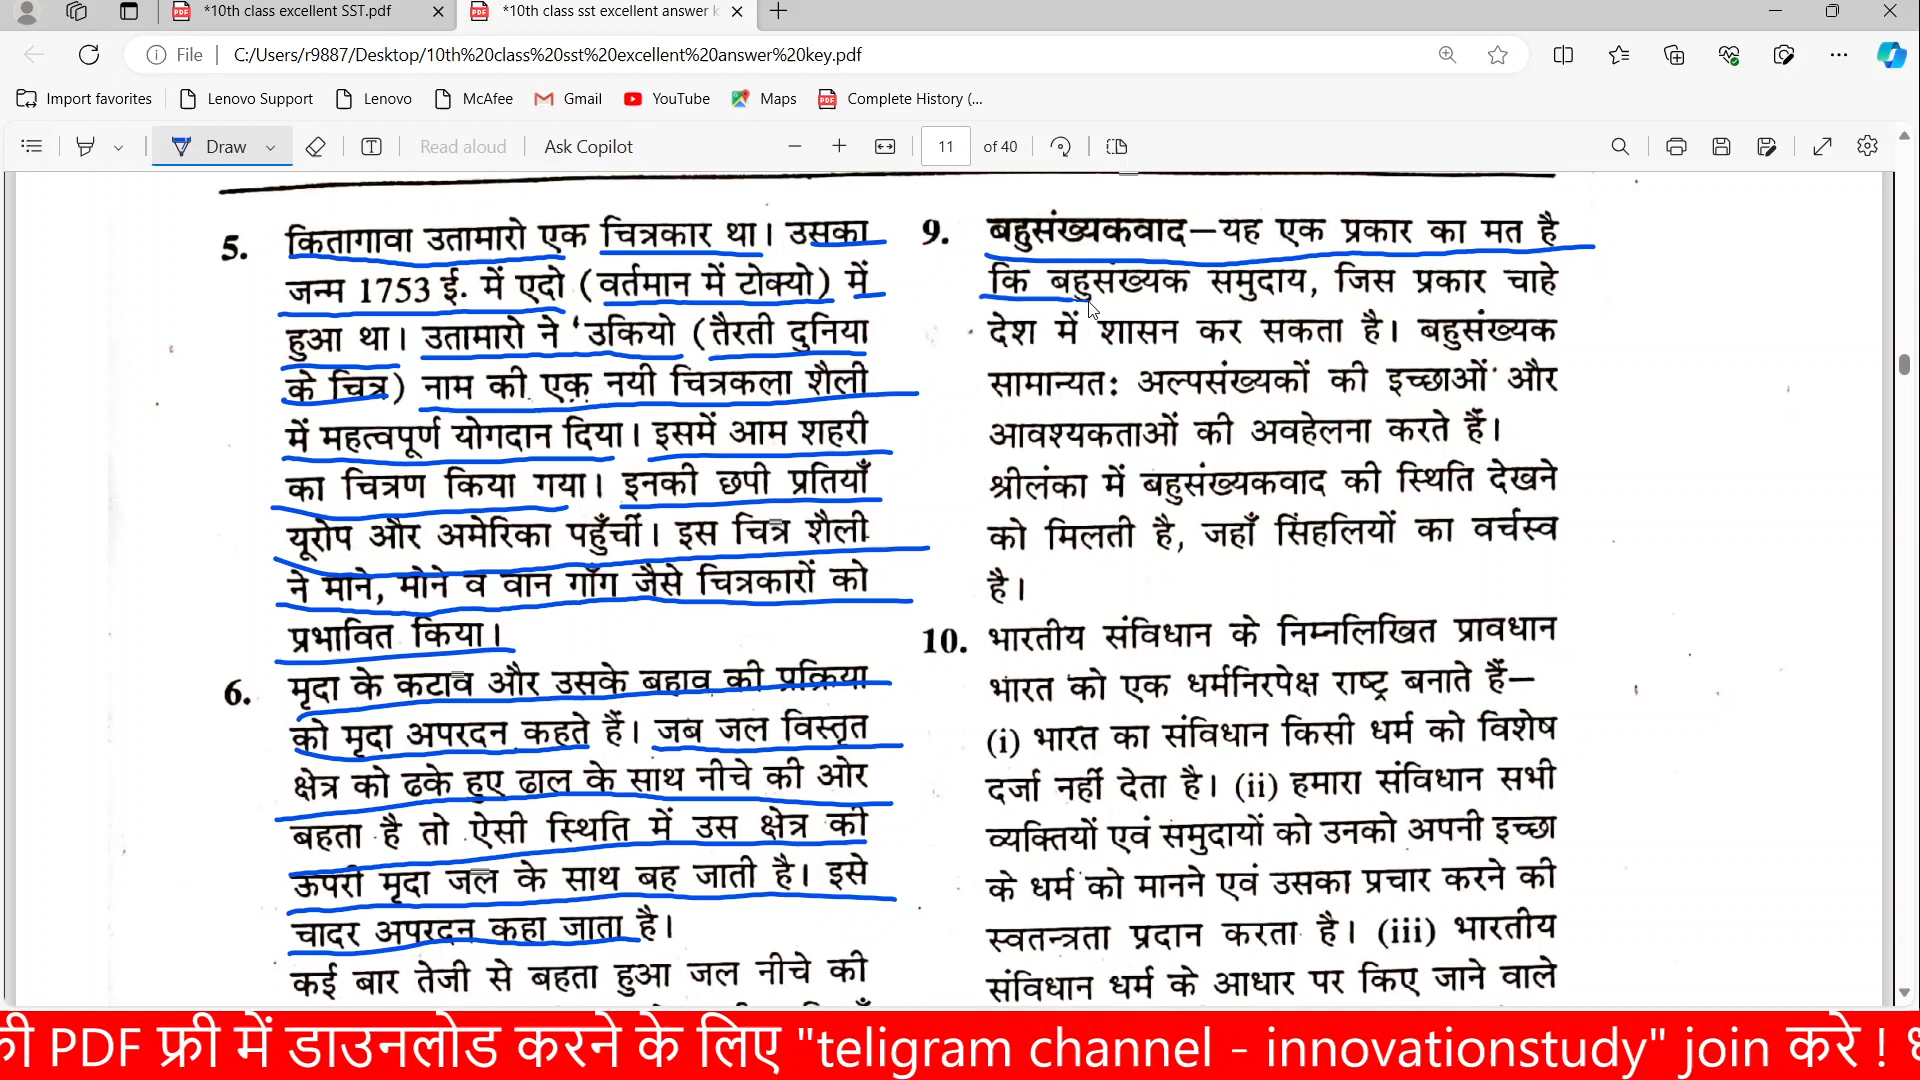 *10th class excellent SST.pdf
*10th class sst excellent answer k
File
C:/Users/r9887/Desktop/10th%20class%20sst%20excellent%20answer%20key.pdf
Import favorites
Lenovo Support
Lenovo
McAfee
Gmail
YouTube
Maps
Complete History (...
Draw
Read aloud
Ask Copilot
11 of 40
5. कितागावा उतामारो एक चित्रकार था। उसका
जन्म 1753 ई. में एदो (वर्तमान में टोक्यो) में
हुआ था। उतामारो ने 'उकियो (तैरती दुनिया
के चित्र) नाम की एक नयी चित्रकला शैली
में महत्वपूर्ण योगदान दिया। इसमें आम शहरी
का चित्रण किया गया। इनकी छपी प्रतियाँ
यूरोप और अमेरिका पहुँचीं। इस चित्र शैली
ने माने, मोने व वान गॉग जैसे चित्रकारों को
प्रभावित किया।
6. मृदा के कटाव और उसके बहाव की प्रक्रिया
को मृदा अपरदन कहते हैं। जब जल विस्तृत
क्षेत्र को ढके हुए ढाल के साथ नीचे की ओर
बहता है तो ऐसी स्थिति में उस क्षेत्र की
ऊपरी मृदा जल के साथ बह जाती है। इसे
चादर अपरदन कहा जाता है।
कई बार तेजी से बहता हुआ जल नीचे की
9. बहुसंख्यकवाद–यह एक प्रकार का मत है
कि बहुसंख्यक समुदाय, जिस प्रकार चाहे
देश में शासन कर सकता है। बहुसंख्यक
सामान्यत: अल्पसंख्यकों की इच्छाओं और
आवश्यकताओं की अवहेलना करते हैं।
श्रीलंका में बहुसंख्यकवाद की स्थिति देखने
को मिलती है, जहाँ सिंहलियों का वर्चस्व
है।
10. भारतीय संविधान के निम्नलिखित प्रावधान
भारत को एक धर्मनिरपेक्ष राष्ट्र बनाते हैं–
(i) भारत का संविधान किसी धर्म को विशेष
दर्जा नहीं देता है। (ii) हमारा संविधान सभी
व्यक्तियों एवं समुदायों को उनको अपनी इच्छा
के धर्म को मानने एवं उसका प्रचार करने की
स्वतन्त्रता प्रदान करता है। (iii) भारतीय
संविधान धर्म के आधार पर किए जाने वाले
की PDF फ्री में डाउनलोड करने के लिए "teligram channel - innovationstudy" join करे !